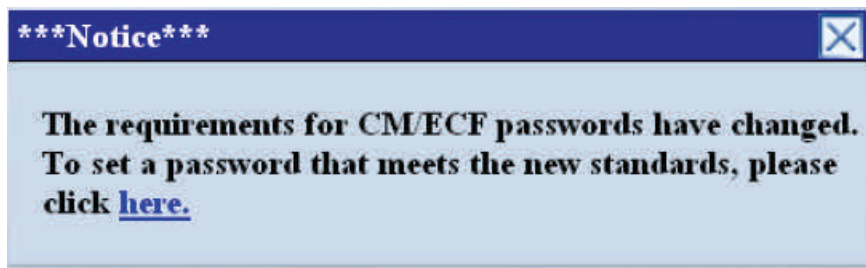 ***Notice***
The requirements for CM/ECF passwords have changed.
To set a password that meets the new standards, please
click here.